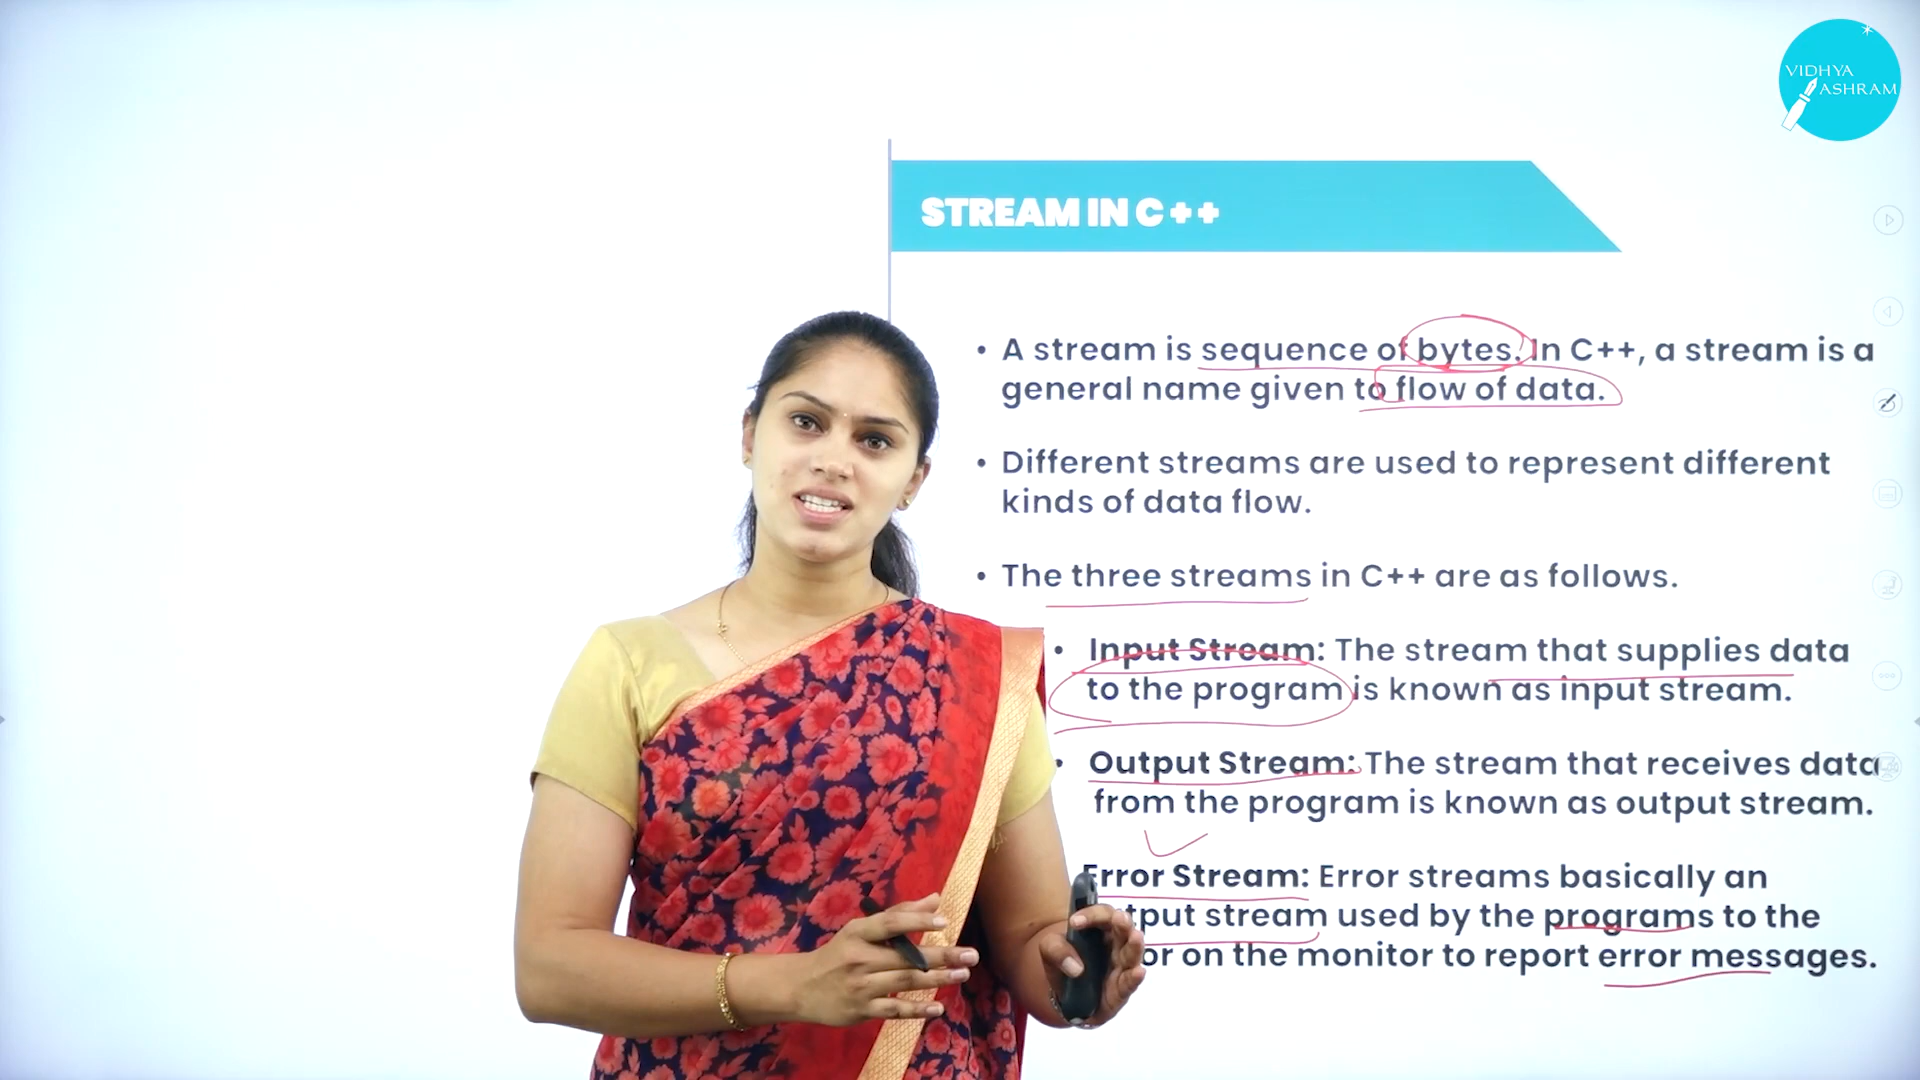 VIDHYA
ASHRAM
STREAM IN C++
• A stream is sequence of bytes. In C++, a stream is a
general name given to flow of data.
• Different streams are used to represent different
kinds of data flow.
• The three streams in C++ are as follows.
• Input Stream: The stream that supplies data
to the program is known as input stream.
• Output Stream: The stream that receives data
from the program is known as output stream.
Error Stream: Error streams basically an
stream used by the programs to the
on the monitor to report error messages.